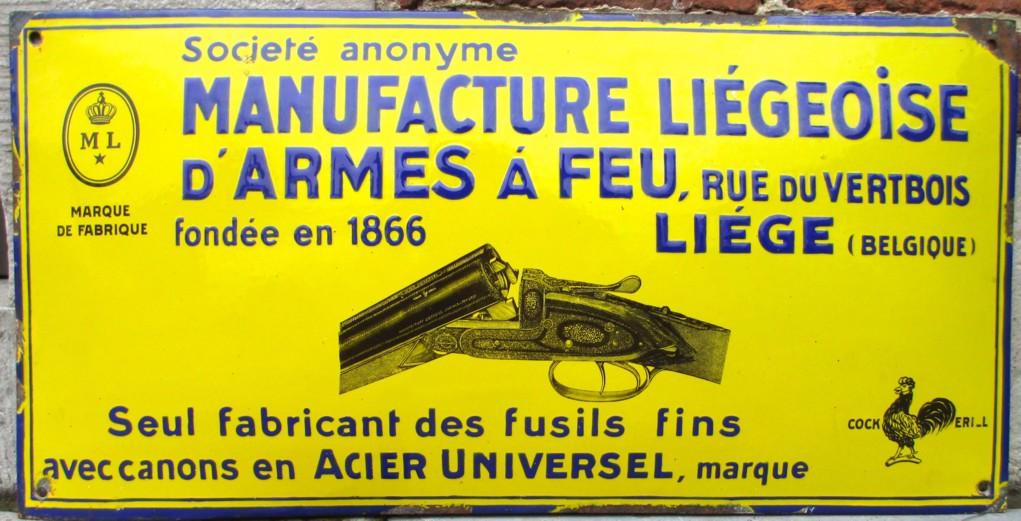 Societé anonyme
MANUFACTURE LIÉGEOiSE
D'ARMES Á FEU, RUE DU VERTBOIS
fondée en 1866
LIÉGE (BELGIQUE)
ML
MARQUE
DE FABRIQUE
Seul fabricant des fusils fins
avec canons en ACIER UNIVERSEL, marque
COCK ERILL